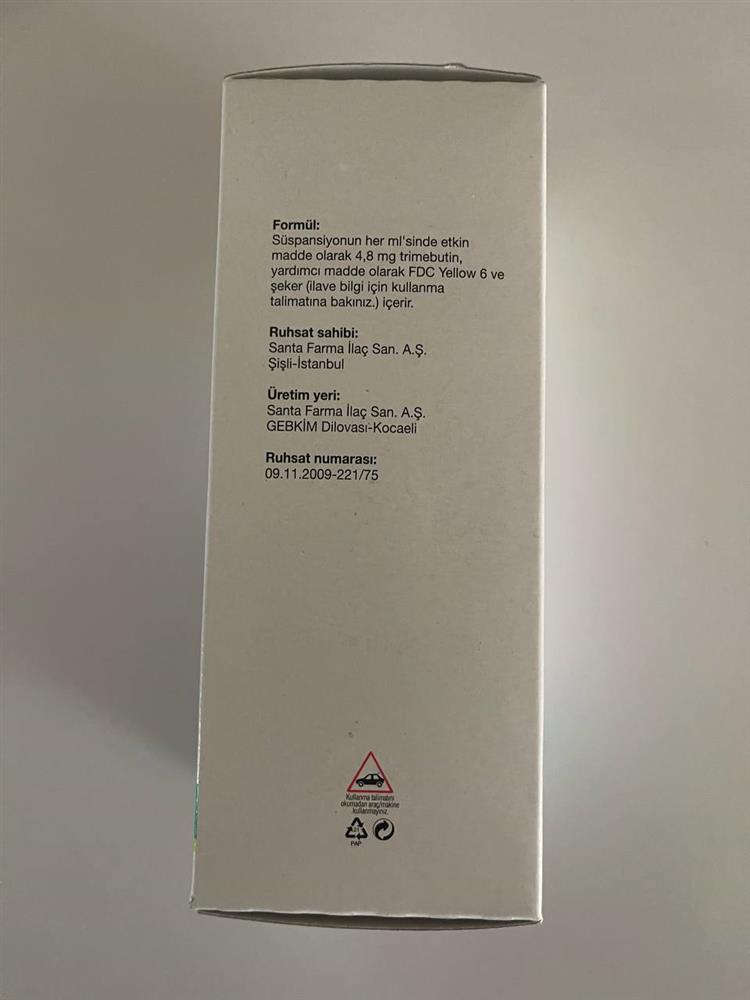 Formül:
Süspansiyonun her ml'sinde etkin
madde olarak 4,8 mg trimebutin,
yardımcı madde olarak FDC Yellow 6 ve
şeker (ilave bilgi için kullanma
talimatına bakınız.) içerir.
Ruhsat sahibi:
Santa Farma İlaç San. A.Ş.
Şişli-İstanbul
Üretim yeri:
Santa Farma İlaç San. A.Ş.
GEBKİM Dilovası-Kocaeli
Ruhsat numarası:
09.11.2009-221/75
Kullanma talimatını
okumadan araç/makine
kullanmayınız.
21
PAP